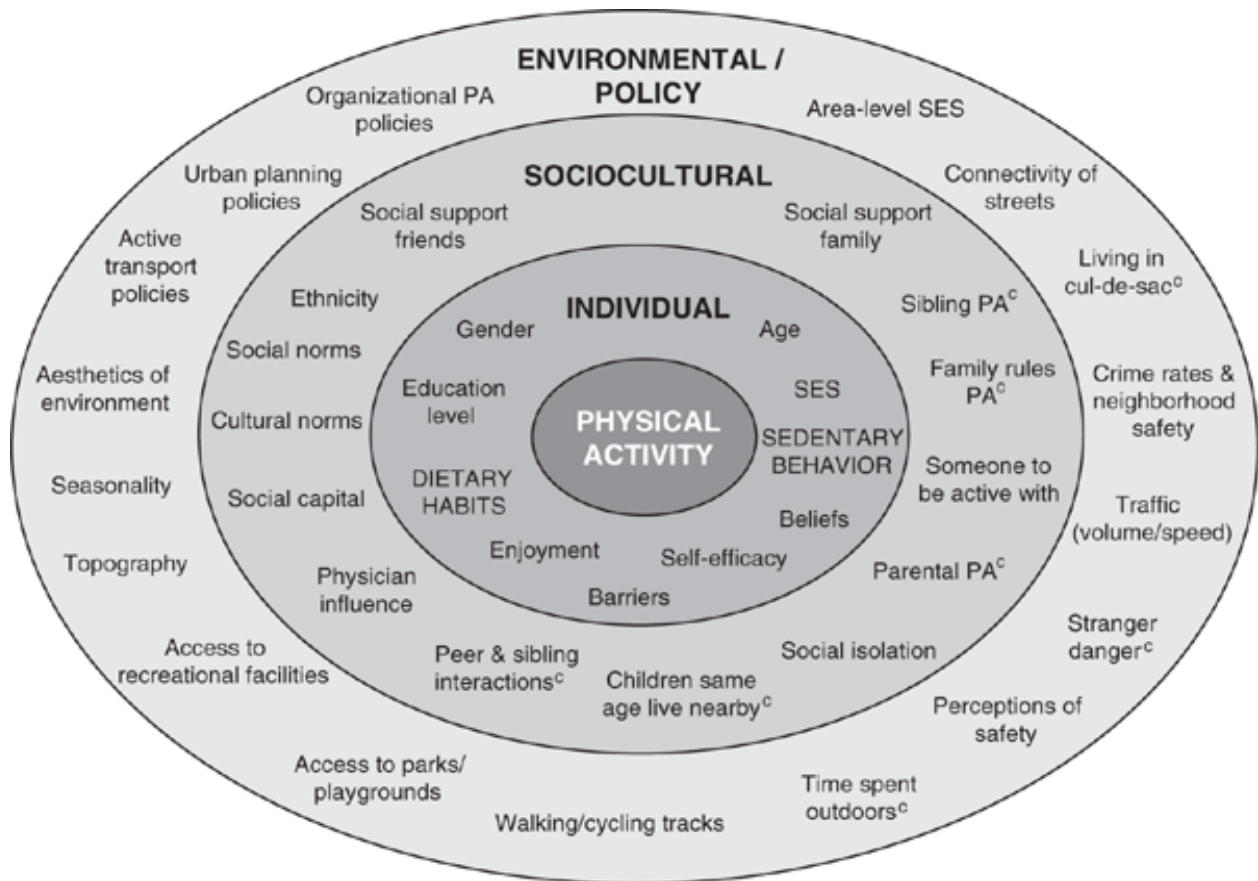 ENVIRONMENTAL /
POLICY
Organizational PA
policies
Area-level SES
Urban planning
policies
Connectivity of
streets
Active
transport
policies
Living in
cul-de-sacᶜ
Aesthetics of
environment
Crime rates &
neighborhood
safety
Seasonality
Traffic
(volume/speed)
Topography
Stranger
dangerᶜ
Access to
recreational facilities
Perceptions of
safety
Access to parks/
playgrounds
Time spent
outdoorsᶜ
Walking/cycling tracks
SOCIOCULTURAL
Social support
friends
Social support
family
Ethnicity
Sibling PAᶜ
Social norms
Family rules
PAᶜ
Cultural norms
Someone to
be active with
Social capital
Parental PAᶜ
Physician
influence
Social isolation
Peer & sibling
interactionsᶜ
Children same
age live nearbyᶜ
INDIVIDUAL
Gender
Age
Education
level
SES
SEDENTARY
BEHAVIOR
DIETARY
HABITS
Beliefs
Enjoyment
Self-efficacy
Barriers
PHYSICAL
ACTIVITY